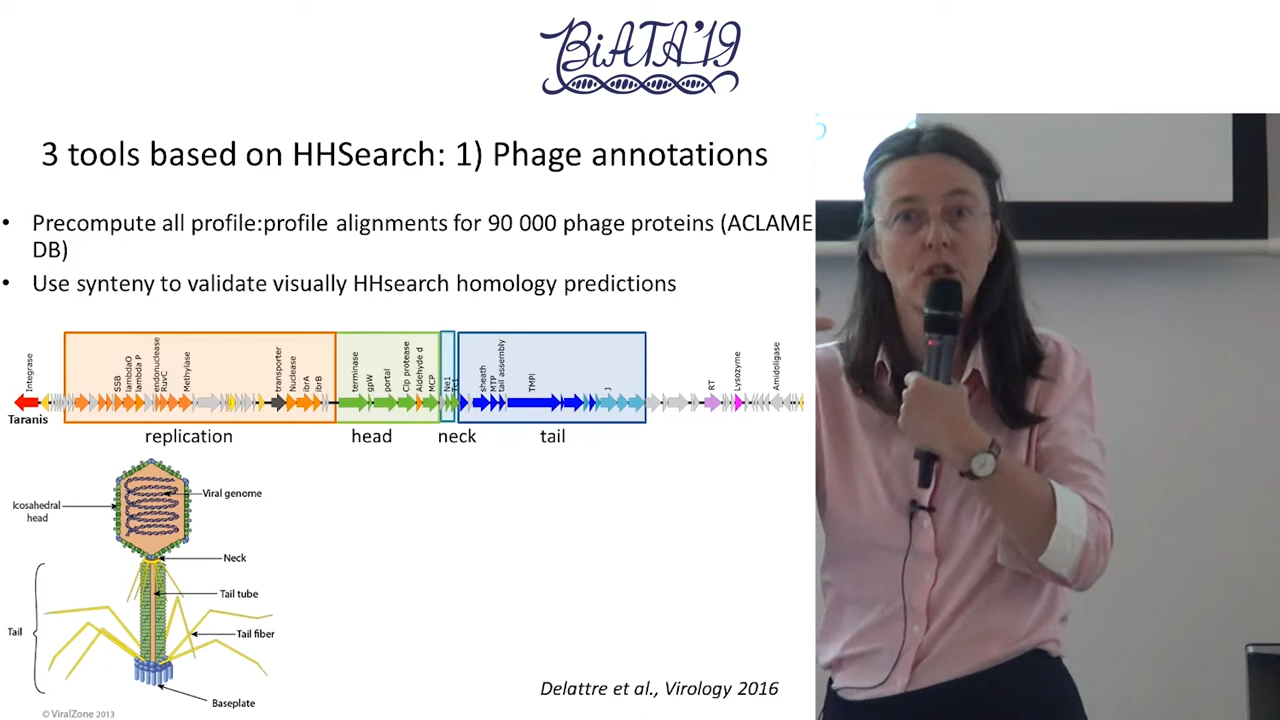 BiATA'19
3 tools based on HHSearch: 1) Phage annotations
• Precompute all profile:profile alignments for 90 000 phage proteins (ACLAME
DB)
• Use synteny to validate visually HHsearch homology predictions
Integrase
SSB
lambdaO
lambda P
endonuclease
RuvC
Methylase
transporter
Nuclease
ibrA
ibrB
terminase
gpW
portal
Clp protease
Aldehyde d
MCP
Ne1
Tc1
sheath
MTP
tail assembly
TMP
J
RT
Lysozyme
Amidoligase
Taranis
replication
head
neck
tail
Viral genome
Icosahedral
head
Neck
Tail tube
Tail
Tail fiber
Baseplate
© ViralZone 2013
Delattre et al., Virology 2016